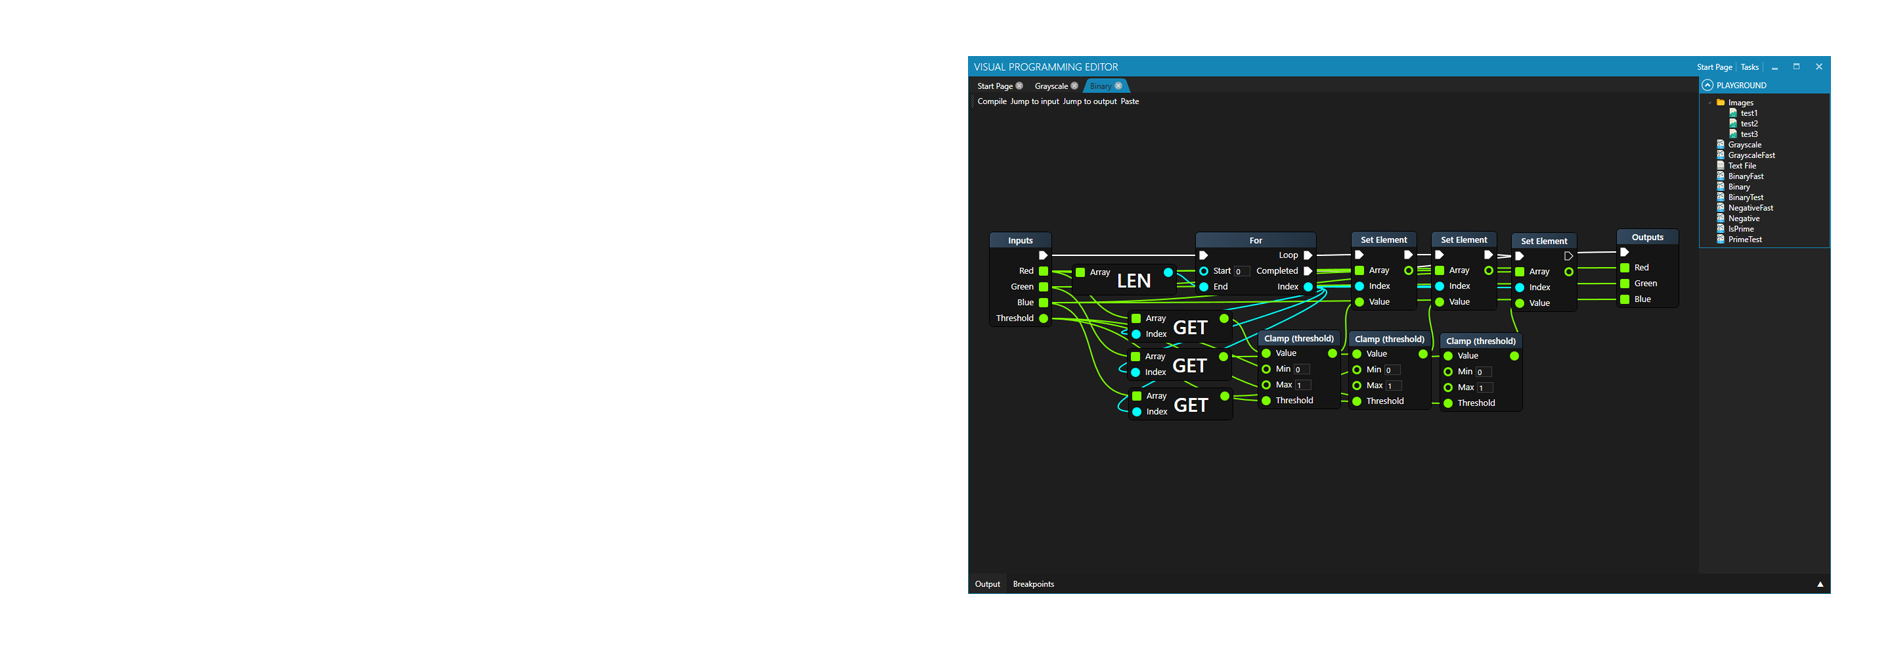 VISUAL PROGRAMMING EDITOR
Start Page Tasks
Start Page Grayscale Binary
Compile Jump to input Jump to output Paste
PLAYGROUND
Images
test1
test2
test3
Grayscale
GrayscaleFast
Text File
BinaryFast
Binary
BinaryTest
NegativeFast
Negative
IsPrime
PrimeTest
Inputs
Red
Green
Blue
Threshold
Array
LEN
For
Loop
Start 0 Completed
End Index
Set Element
Array
Index
Value
Set Element
Array
Index
Value
Set Element
Array
Index
Value
Outputs
Red
Green
Blue
Array
Index
GET
Array
Index
GET
Array
Index
GET
Clamp (threshold)
Value
Min 0
Max 1
Threshold
Clamp (threshold)
Value
Min 0
Max 1
Threshold
Clamp (threshold)
Value
Min 0
Max 1
Threshold
Output Breakpoints